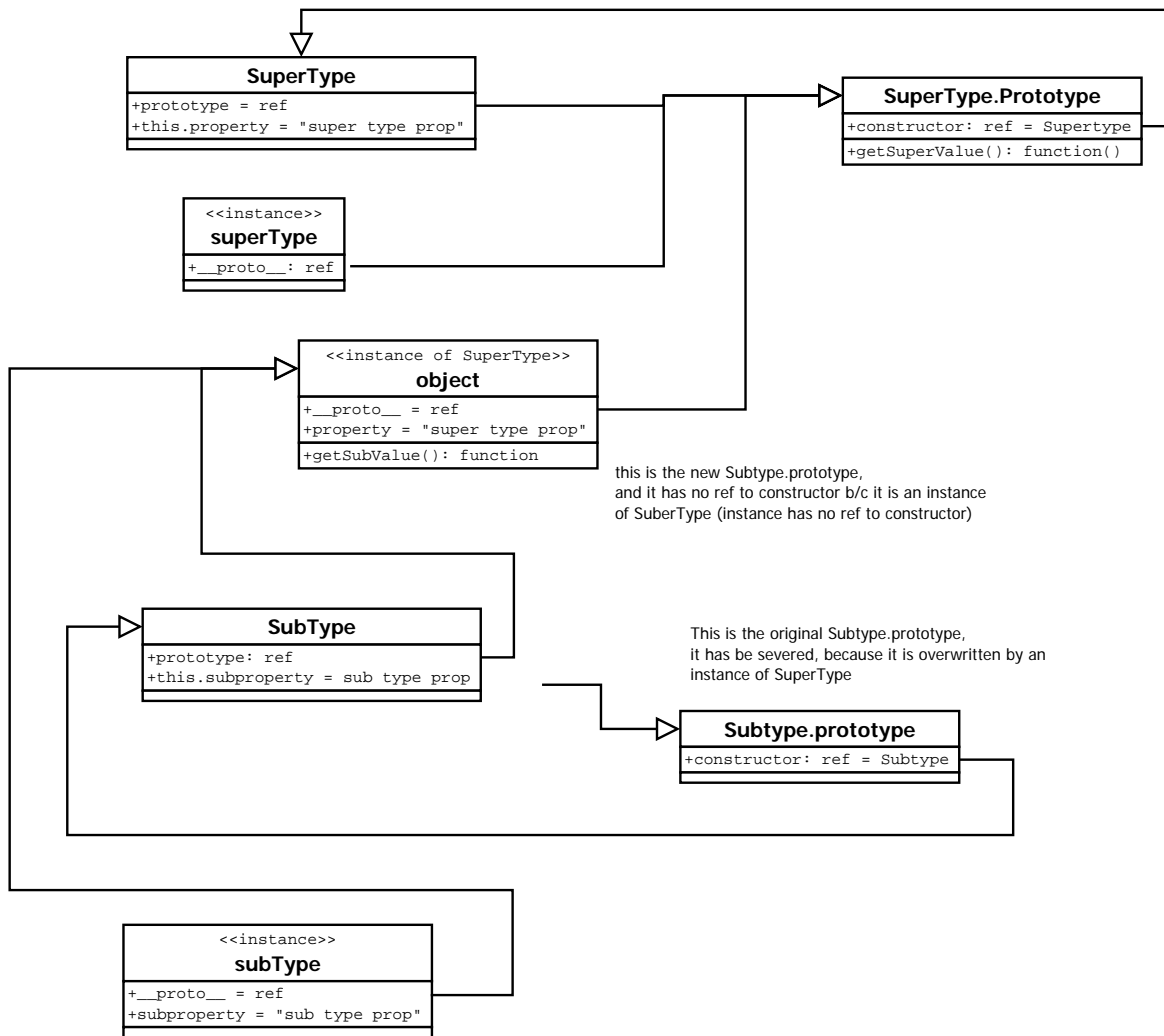 SuperType
+prototype = ref
+this.property = "super type prop"
SuperType.Prototype
+constructor: ref = Supertype
+getSuperValue(): function()
<<instance>>
superType
+__proto__: ref
<<instance of SuperType>>
object
+__proto__ = ref
+property = "super type prop"
+getSubValue(): function
this is the new Subtype.prototype,
and it has no ref to constructor b/c it is an instance
of SuberType (instance has no ref to constructor)
SubType
+prototype: ref
+this.subproperty = sub type prop
This is the original Subtype.prototype,
it has be severed, because it is overwritten by an
instance of SuperType
Subtype.prototype
+constructor: ref = Subtype
<<instance>>
subType
+__proto__ = ref
+subproperty = "sub type prop"